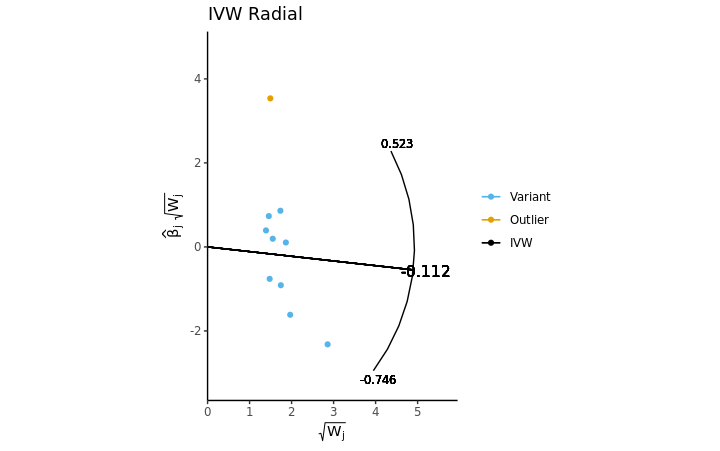 IVW Radial
4
2
0
-2
β̂j √Wj
0.523
-0.112
-0.746
0 1 2 3 4 5
√Wj
Variant
Outlier
IVW